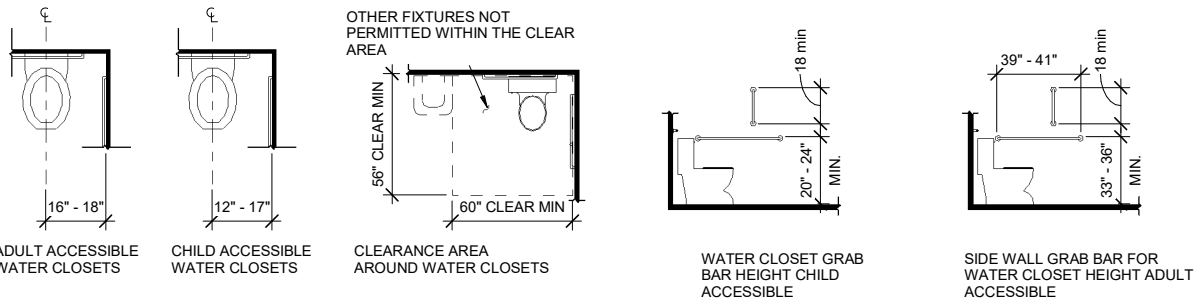 ℄
16" - 18"
ADULT ACCESSIBLE
WATER CLOSETS
℄
12" - 17"
CHILD ACCESSIBLE
WATER CLOSETS
OTHER FIXTURES NOT
PERMITTED WITHIN THE CLEAR
AREA
56" CLEAR MIN
60" CLEAR MIN
CLEARANCE AREA
AROUND WATER CLOSETS
18 min
20" - 24"
MIN.
WATER CLOSET GRAB
BAR HEIGHT CHILD
ACCESSIBLE
39" - 41"
18 min
33" - 36"
MIN.
SIDE WALL GRAB BAR FOR
WATER CLOSET HEIGHT ADULT
ACCESSIBLE